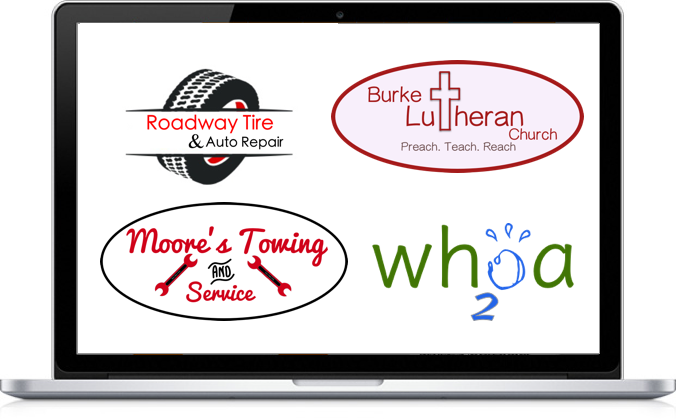 Roadway Tire
& Auto Repair
Burke
Lutheran
Church
Preach. Teach. Reach
Moore's Towing
AND
Service
whoa
2